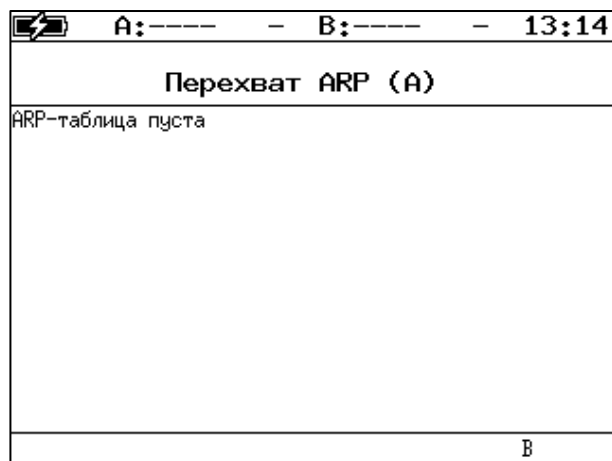 A:---- - B:---- - 13:14
Перехват ARP (A)
ARP-таблица пуста
B